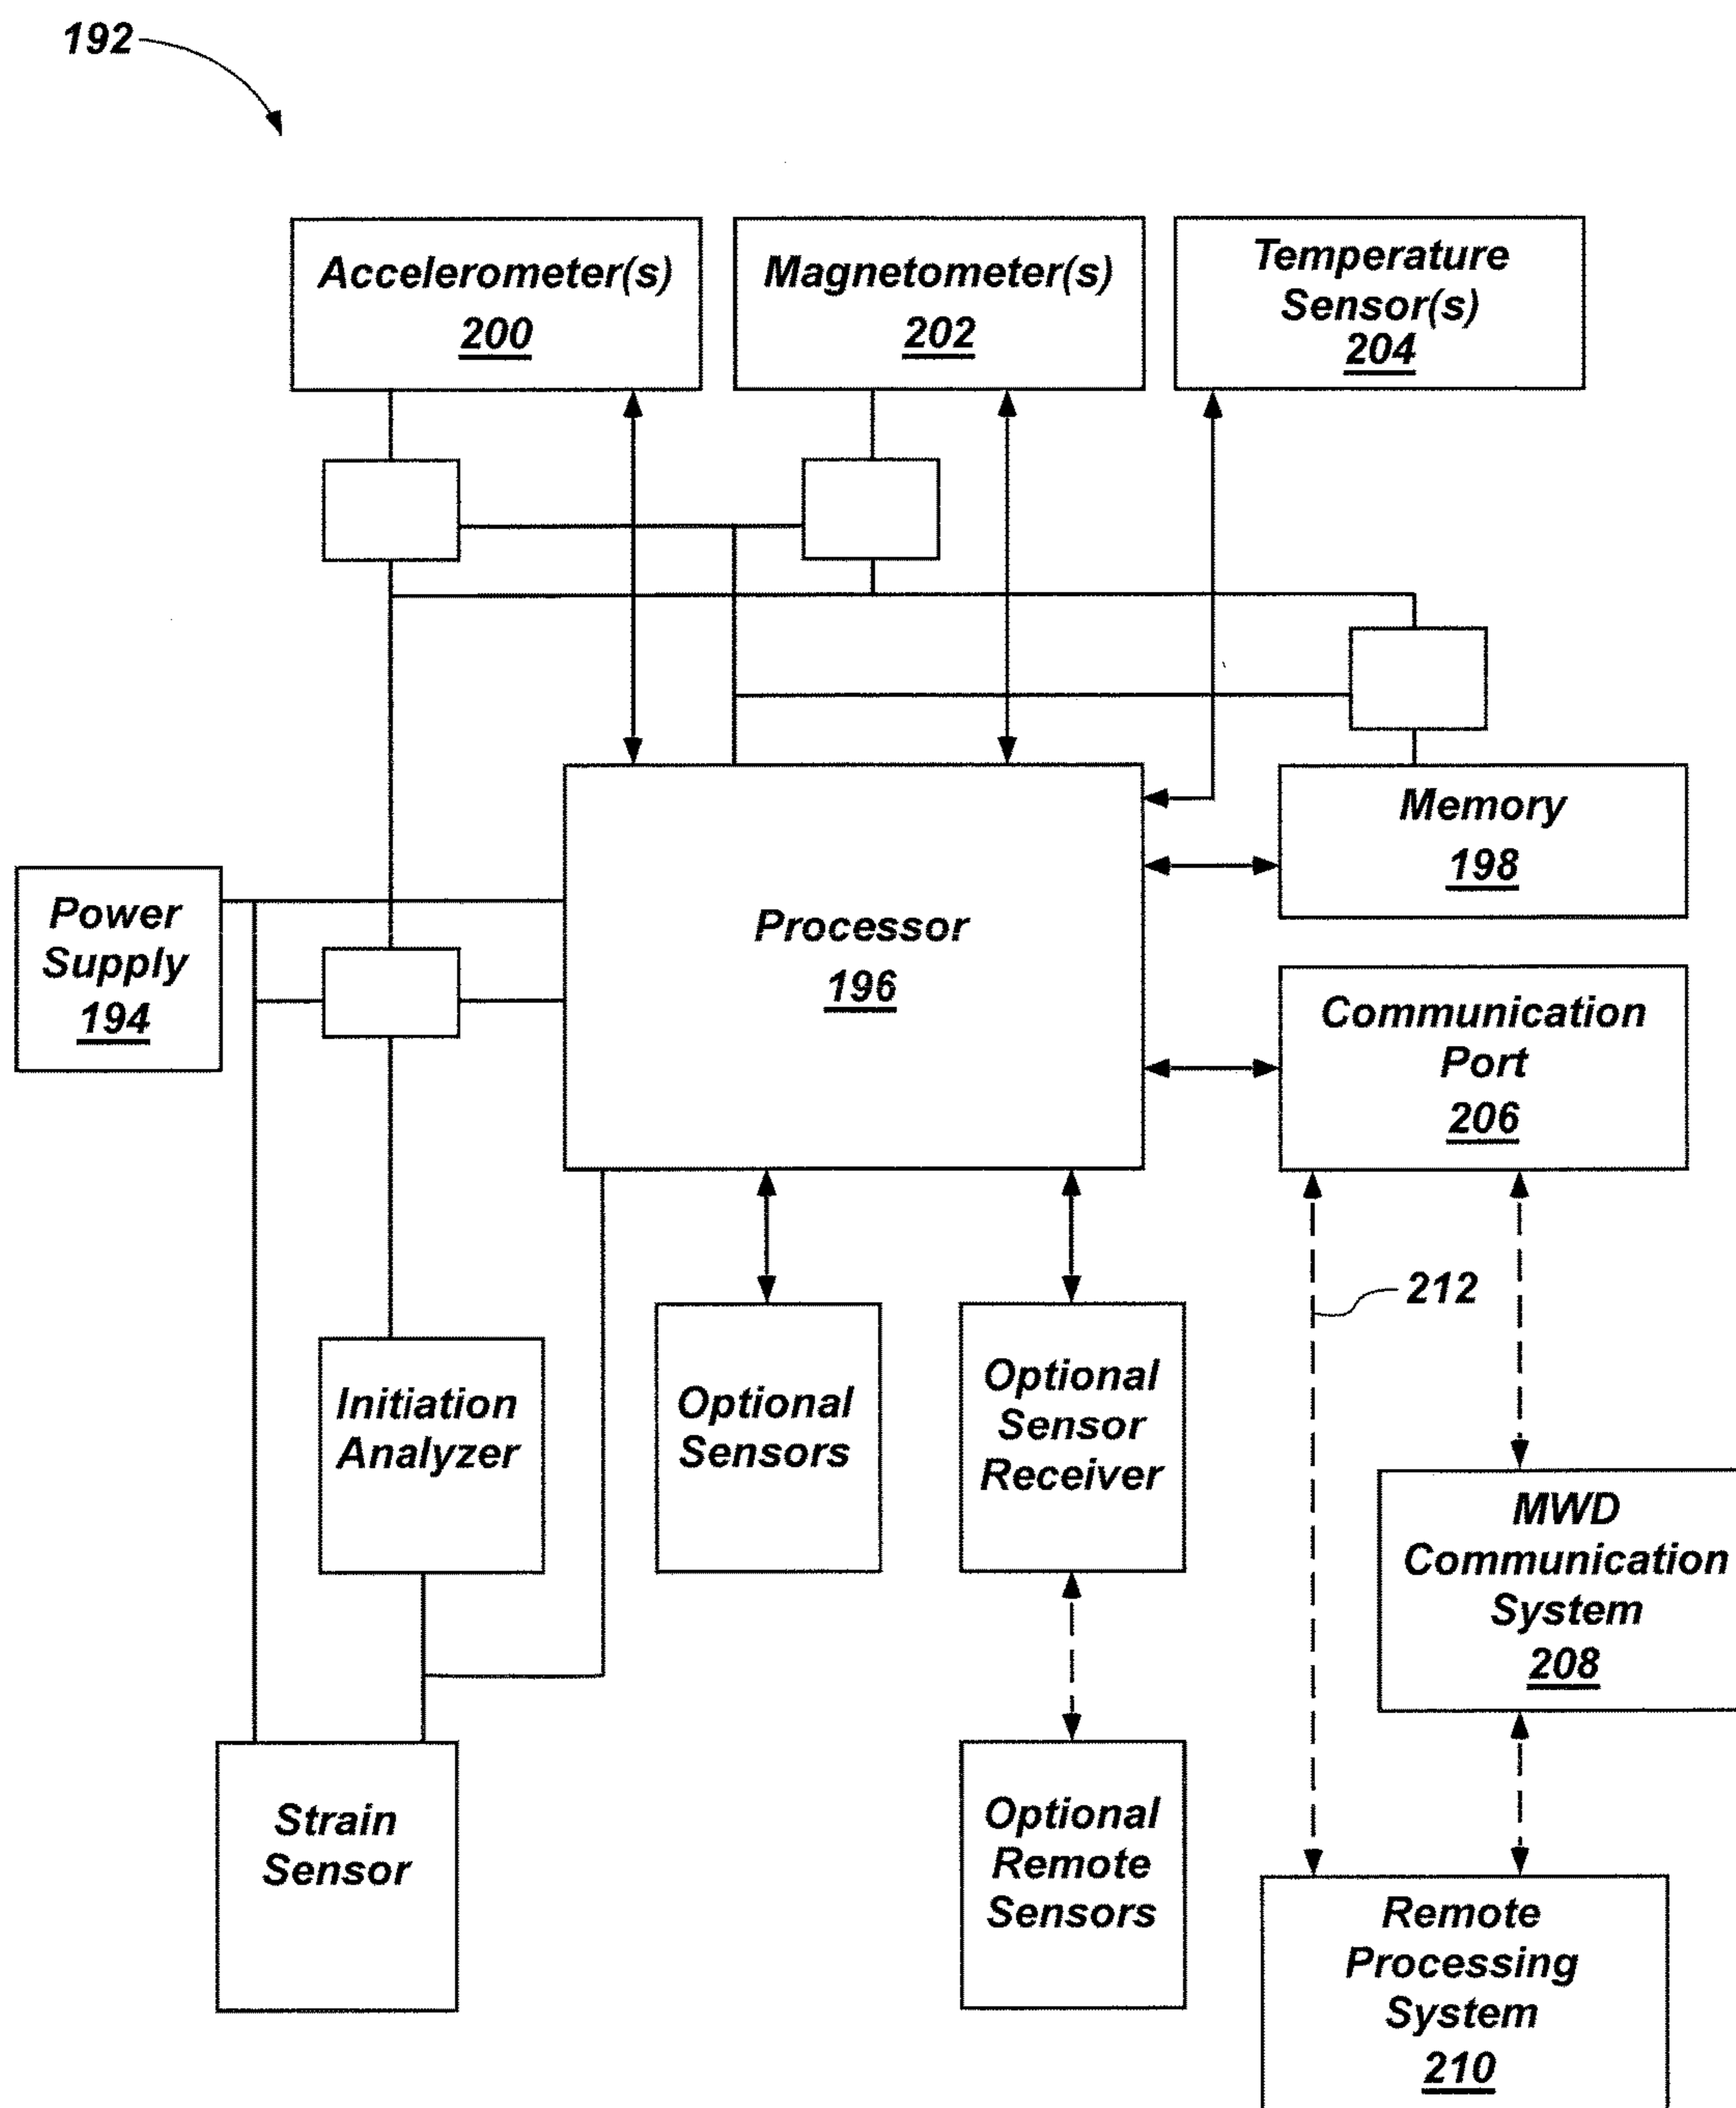 192
Accelerometer(s)
200
Magnetometer(s)
202
Temperature
Sensor(s)
204
Memory
198
Power
Supply
194
Processor
196
Communication
Port
206
212
Initiation
Analyzer
Optional
Sensors
Optional
Sensor
Receiver
MWD
Communication
System
208
Strain
Sensor
Optional
Remote
Sensors
Remote
Processing
System
210